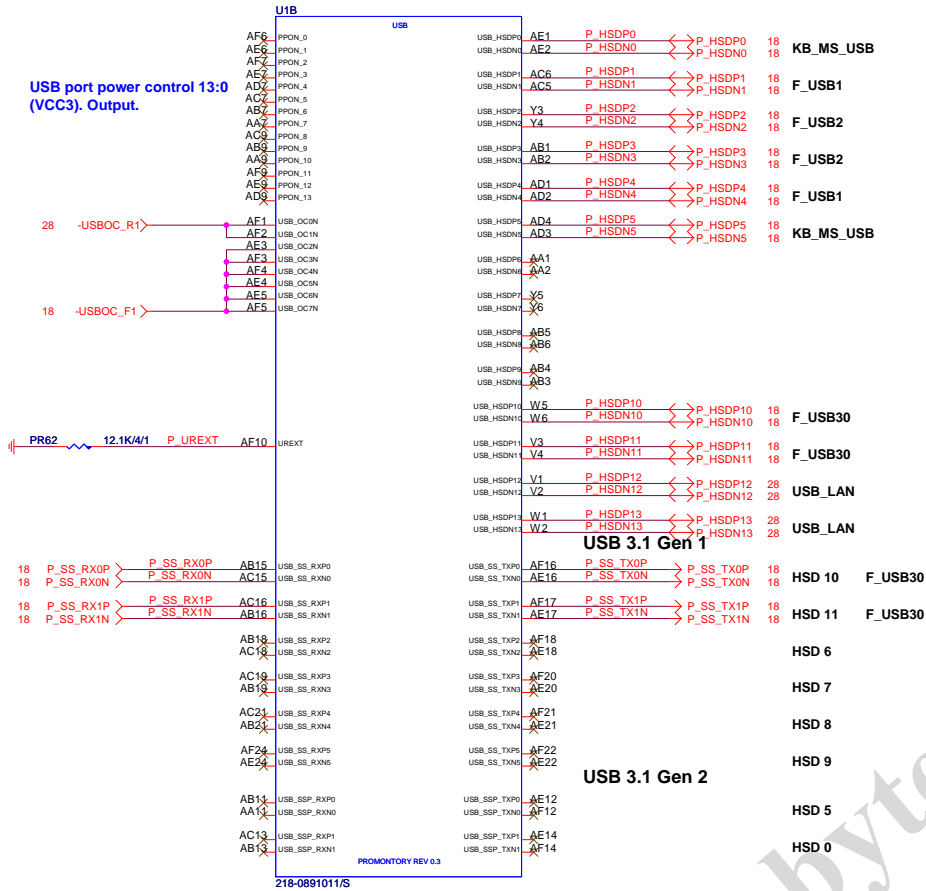 U1B
USB
USB port power control 13:0
(VCC3). Output.
AF6 PPON_0 USB_HSDP0 AE1 P_HSDP0 P_HSDP0 18
AE6 PPON_1 USB_HSDN0 AE2 P_HSDN0 P_HSDN0 18 KB_MS_USB
AF7 PPON_2
AE7 PPON_3 USB_HSDP1 AC6 P_HSDP1 P_HSDP1 18
AD7 PPON_4 USB_HSDN1 AC5 P_HSDN1 P_HSDN1 18 F_USB1
AC7 PPON_5
AB7 PPON_6 USB_HSDP2 Y3 P_HSDP2 P_HSDP2 18
AA7 PPON_7 USB_HSDN2 Y4 P_HSDN2 P_HSDN2 18 F_USB2
AC9 PPON_8
AB9 PPON_9 USB_HSDP3 AB1 P_HSDP3 P_HSDP3 18
AA9 PPON_10 USB_HSDN3 AB2 P_HSDN3 P_HSDN3 18 F_USB2
AF9 PPON_11
AE9 PPON_12 USB_HSDP4 AD1 P_HSDP4 P_HSDP4 18
AD9 PPON_13 USB_HSDN4 AD2 P_HSDN4 P_HSDN4 18 F_USB1
28 -USBOC_R1 AF1 USB_OC0N USB_HSDP5 AD4 P_HSDP5 P_HSDP5 18
AF2 USB_OC1N USB_HSDN5 AD3 P_HSDN5 P_HSDN5 18 KB_MS_USB
AE3 USB_OC2N
AF3 USB_OC3N USB_HSDP6 AA1
AF4 USB_OC4N USB_HSDN6 AA2
AE4 USB_OC5N
AE5 USB_OC6N USB_HSDP7 Y5
18 -USBOC_F1 AF5 USB_OC7N USB_HSDN7 Y6
USB_HSDP8 AB5
USB_HSDN8 AB6
USB_HSDP9 AB4
USB_HSDN9 AB3
USB_HSDP10 W5 P_HSDP10 P_HSDP10 18
USB_HSDN10 W6 P_HSDN10 P_HSDN10 18 F_USB30
PR62 12.1K/4/1 P_UREXT AF10 UREXT USB_HSDP11 V3 P_HSDP11 P_HSDP11 18
USB_HSDN11 V4 P_HSDN11 P_HSDN11 18 F_USB30
USB_HSDP12 V1 P_HSDP12 P_HSDP12 28
USB_HSDN12 V2 P_HSDN12 P_HSDN12 28 USB_LAN
USB_HSDP13 W1 P_HSDP13 P_HSDP13 28
USB_HSDN13 W2 P_HSDN13 P_HSDN13 28 USB_LAN
USB 3.1 Gen 1
18 P_SS_RX0P P_SS_RX0P AB15 USB_SS_RXP0 USB_SS_TXP0 AF16 P_SS_TX0P P_SS_TX0P 18
18 P_SS_RX0N P_SS_RX0N AC15 USB_SS_RXN0 USB_SS_TXN0 AE16 P_SS_TX0N P_SS_TX0N 18 HSD 10 F_USB30
18 P_SS_RX1P P_SS_RX1P AC16 USB_SS_RXP1 USB_SS_TXP1 AF17 P_SS_TX1P P_SS_TX1P 18
18 P_SS_RX1N P_SS_RX1N AB16 USB_SS_RXN1 USB_SS_TXN1 AE17 P_SS_TX1N P_SS_TX1N 18 HSD 11 F_USB30
AB18 USB_SS_RXP2 USB_SS_TXP2 AF18
AC18 USB_SS_RXN2 USB_SS_TXN2 AE18 HSD 6
AC19 USB_SS_RXP3 USB_SS_TXP3 AF20
AB19 USB_SS_RXN3 USB_SS_TXN3 AE20 HSD 7
AC21 USB_SS_RXP4 USB_SS_TXP4 AF21
AB21 USB_SS_RXN4 USB_SS_TXN4 AE21 HSD 8
AF24 USB_SS_RXP5 USB_SS_TXP5 AF22
AE24 USB_SS_RXN5 USB_SS_TXN5 AE22 HSD 9
USB 3.1 Gen 2
AB11 USB_SSP_RXP0 USB_SSP_TXP0 AE12
AA11 USB_SSP_RXN0 USB_SSP_TXN0 AF12 HSD 5
AC13 USB_SSP_RXP1 USB_SSP_TXP1 AE14
AB13 USB_SSP_RXN1 USB_SSP_TXN1 AF14 HSD 0
PROMONTORY REV 0.3
218-0891011/S
byte